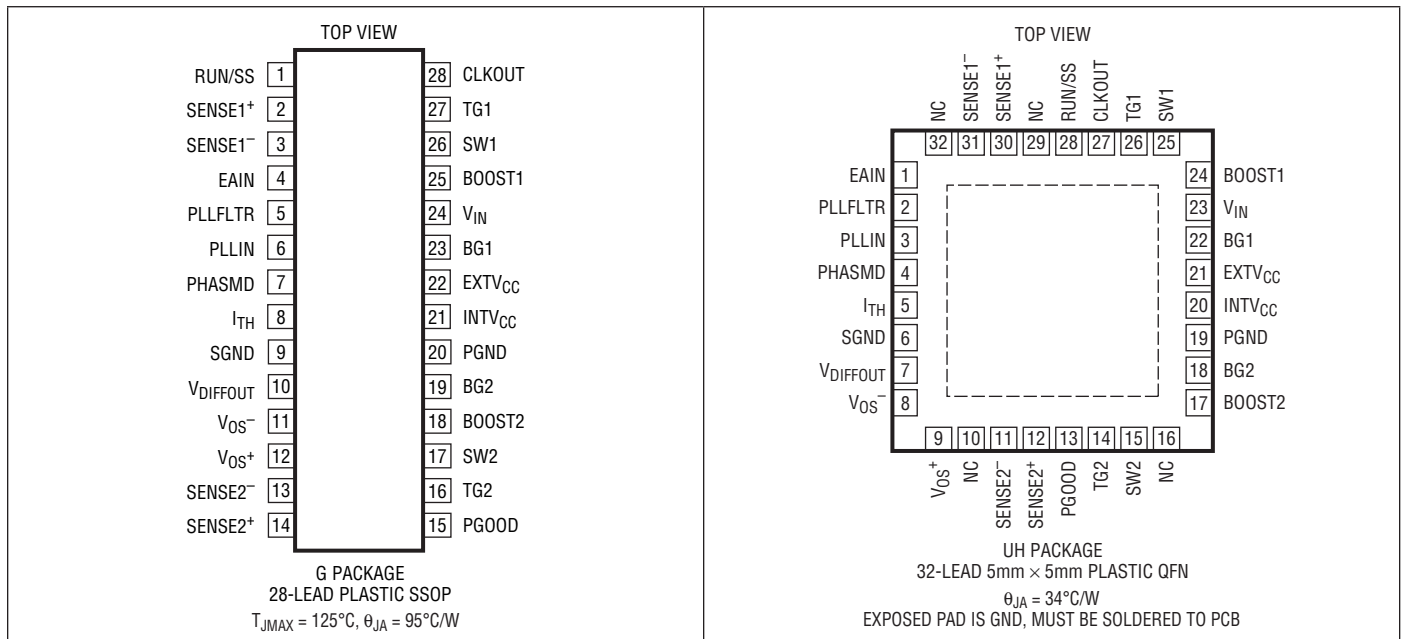 TOP VIEW
RUN/SS 1 28 CLKOUT
SENSE1+ 2 27 TG1
SENSE1– 3 26 SW1
EAIN 4 25 BOOST1
PLLFLTR 5 24 VIN
PLLIN 6 23 BG1
PHASMD 7 22 EXTVCC
ITH 8 21 INTVCC
SGND 9 20 PGND
VDIFFOUT 10 19 BG2
VOS– 11 18 BOOST2
VOS+ 12 17 SW2
SENSE2– 13 16 TG2
SENSE2+ 14 15 PGOOD
G PACKAGE
28-LEAD PLASTIC SSOP
TJMAX = 125°C, θJA = 95°C/W
TOP VIEW
NC SENSE1– SENSE1+ NC RUN/SS CLKOUT TG1 SW1
32 31 30 29 28 27 26 25
EAIN 1 24 BOOST1
PLLFLTR 2 23 VIN
PLLIN 3 22 BG1
PHASMD 4 21 EXTVCC
ITH 5 20 INTVCC
SGND 6 19 PGND
VDIFFOUT 7 18 BG2
VOS– 8 17 BOOST2
9 10 11 12 13 14 15 16
VOS+ NC SENSE2– SENSE2+ PGOOD TG2 SW2 NC
UH PACKAGE
32-LEAD 5mm × 5mm PLASTIC QFN
θJA = 34°C/W
EXPOSED PAD IS GND, MUST BE SOLDERED TO PCB